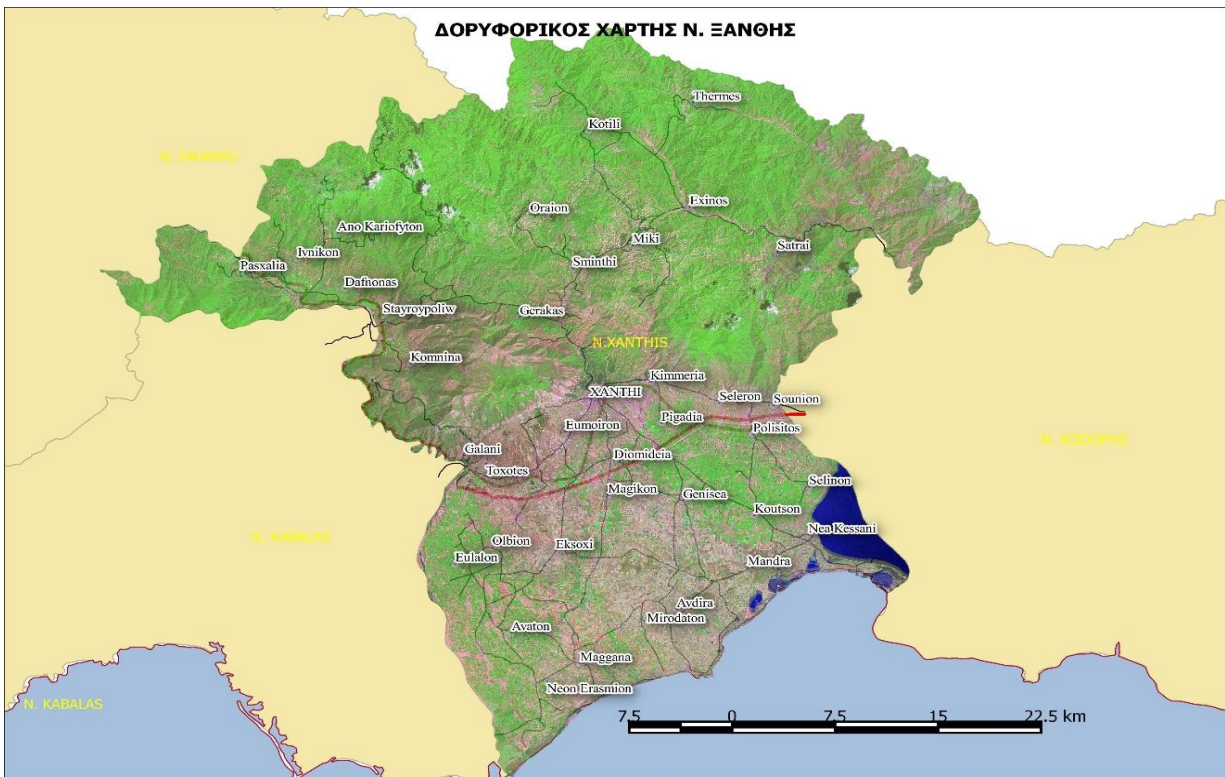 ΔΟΡΥΦΟΡΙΚΟΣ ΧΑΡΤΗΣ Ν. ΞΑΝΘΗΣ
Thermes
Kotili
N. DRAMAS
Exinos
Oraion
Ano Kariofyton
Miki
Satrai
Ivnikon
Sminthi
Pasxalia
Dafnonas
Stayroypoliw
Gerakas
N.XANTHIS
Komnina
Kimmeria
XANTHI
Seleron
Sounion
Pigadia
Eumoiron
Polisitos
N. RODOPHS
Galani
Diomideia
Toxotes
Selinon
Magikon
Genisea
Koutson
Nea Kessani
N. KABALAS
Olbion
Eksoxi
Eulalon
Mandra
Avdira
Mirodaton
Avaton
Maggana
Neon Erasmion
N. KABALAS
7.5 0 7.5 15 22.5 km